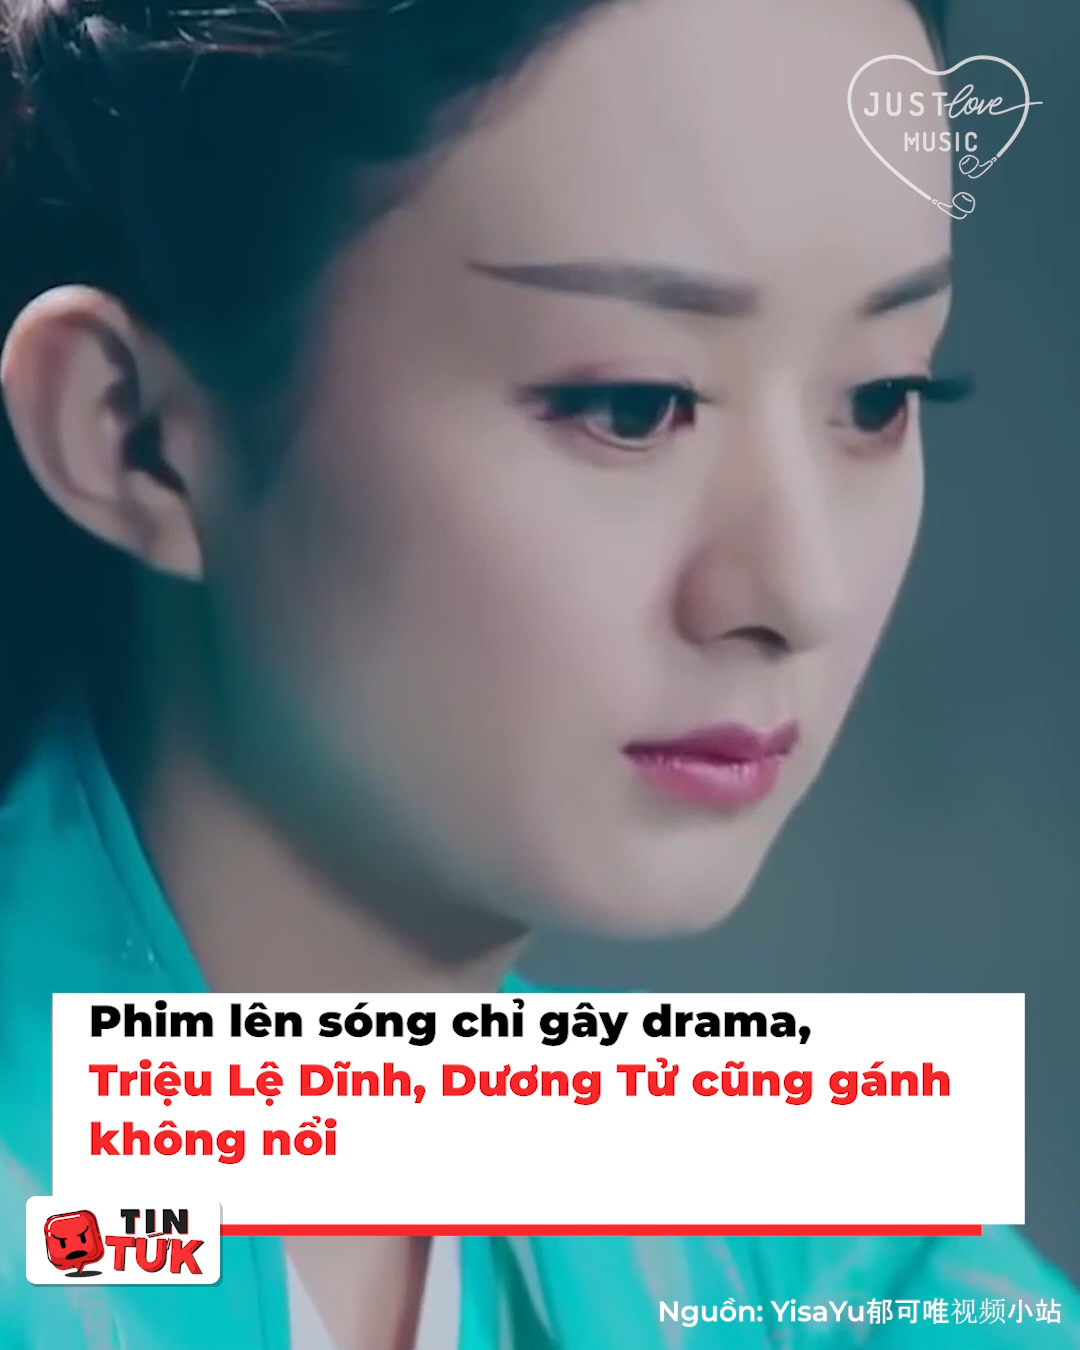 JUST love
MUSIC
Phim lên sóng chỉ gây drama,
Triệu Lệ Dĩnh, Dương Tử cũng gánh
không nổi
TIN
TỨK
Nguồn: YisaYu郁可唯视频小站